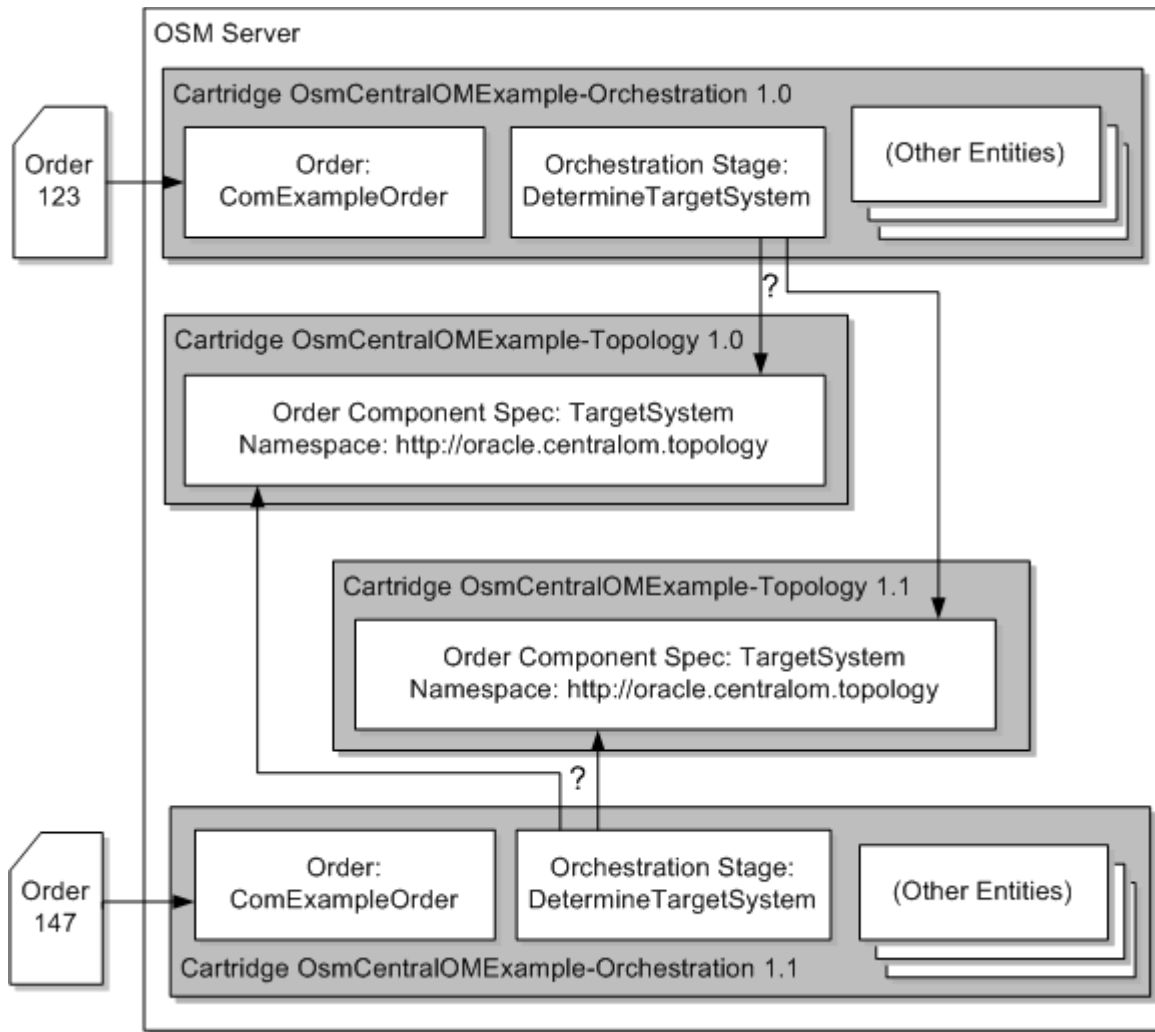 OSM Server
Cartridge OsmCentralOMExample-Orchestration 1.0
Order
123
Order:
ComExampleOrder
Orchestration Stage:
DetermineTargetSystem
(Other Entities)
?
Cartridge OsmCentralOMExample-Topology 1.0
Order Component Spec: TargetSystem
Namespace: http://oracle.centralom.topology
Cartridge OsmCentralOMExample-Topology 1.1
Order Component Spec: TargetSystem
Namespace: http://oracle.centralom.topology
?
Order
147
Order:
ComExampleOrder
Orchestration Stage:
DetermineTargetSystem
(Other Entities)
Cartridge OsmCentralOMExample-Orchestration 1.1